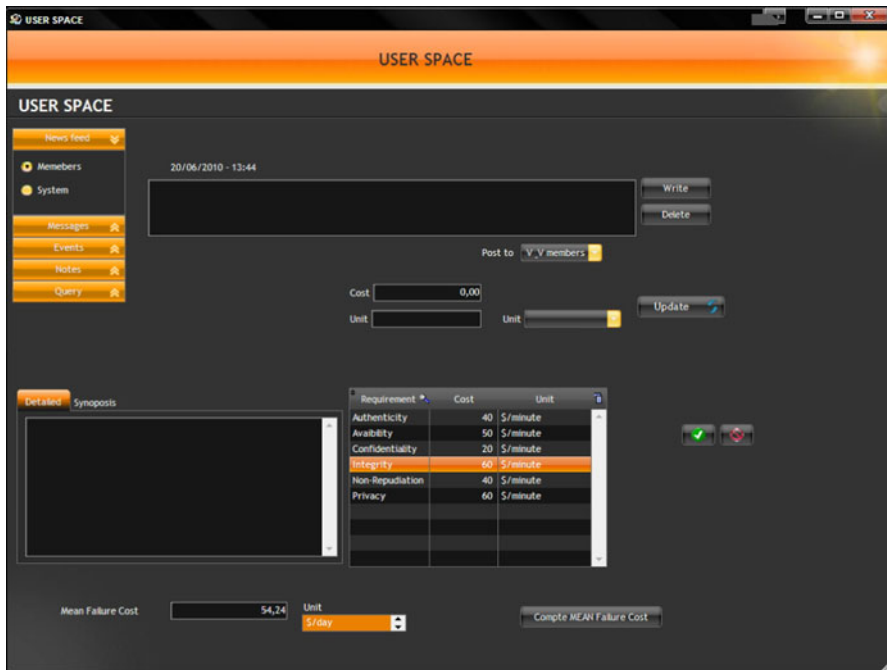 USER SPACE
USER SPACE
USER SPACE
News feed
Memebers
20/06/2010 - 13:44
System
Write
Delete
Messages
Events
Notes
Query
Post to V_V members
Cost 0,00
Unit Unit
Update
Detailed Synoposis
Requirement Cost Unit
Authenticity 40 $/minute
Avaibility 50 $/minute
Confidentiality 20 $/minute
Integrity 60 $/minute
Non-Repudiation 40 $/minute
Privacy 60 $/minute
Mean Failure Cost 54,24
Unit
$/day
Compte MEAN Failure Cost